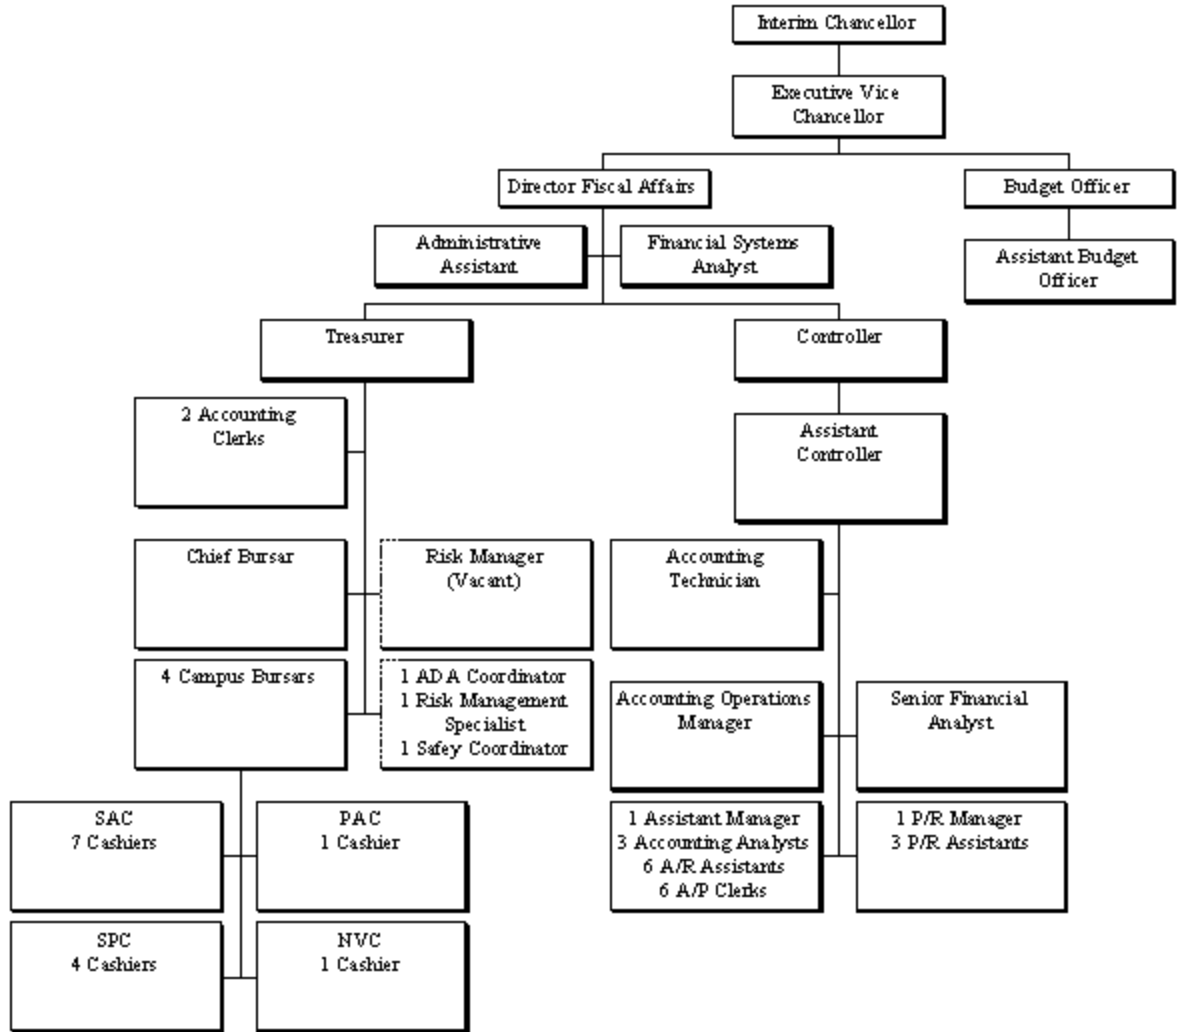 Interim Chancellor
Executive Vice
Chancellor
Director Fiscal Affairs
Budget Officer
Administrative
Assistant
Financial Systems
Analyst
Assistant Budget
Officer
Treasurer
Controller
2 Accounting
Clerks
Assistant
Controller
Chief Bursar
Risk Manager
(Vacant)
Accounting
Technician
4 Campus Bursars
1 ADA Coordinator
1 Risk Management
Specialist
1 Safey Coordinator
Accounting Operations
Manager
Senior Financial
Analyst
SAC
7 Cashiers
PAC
1 Cashier
1 Assistant Manager
3 Accounting Analysts
6 A/R Assistants
6 A/P Clerks
1 P/R Manager
3 P/R Assistants
SPC
4 Cashiers
NVC
1 Cashier